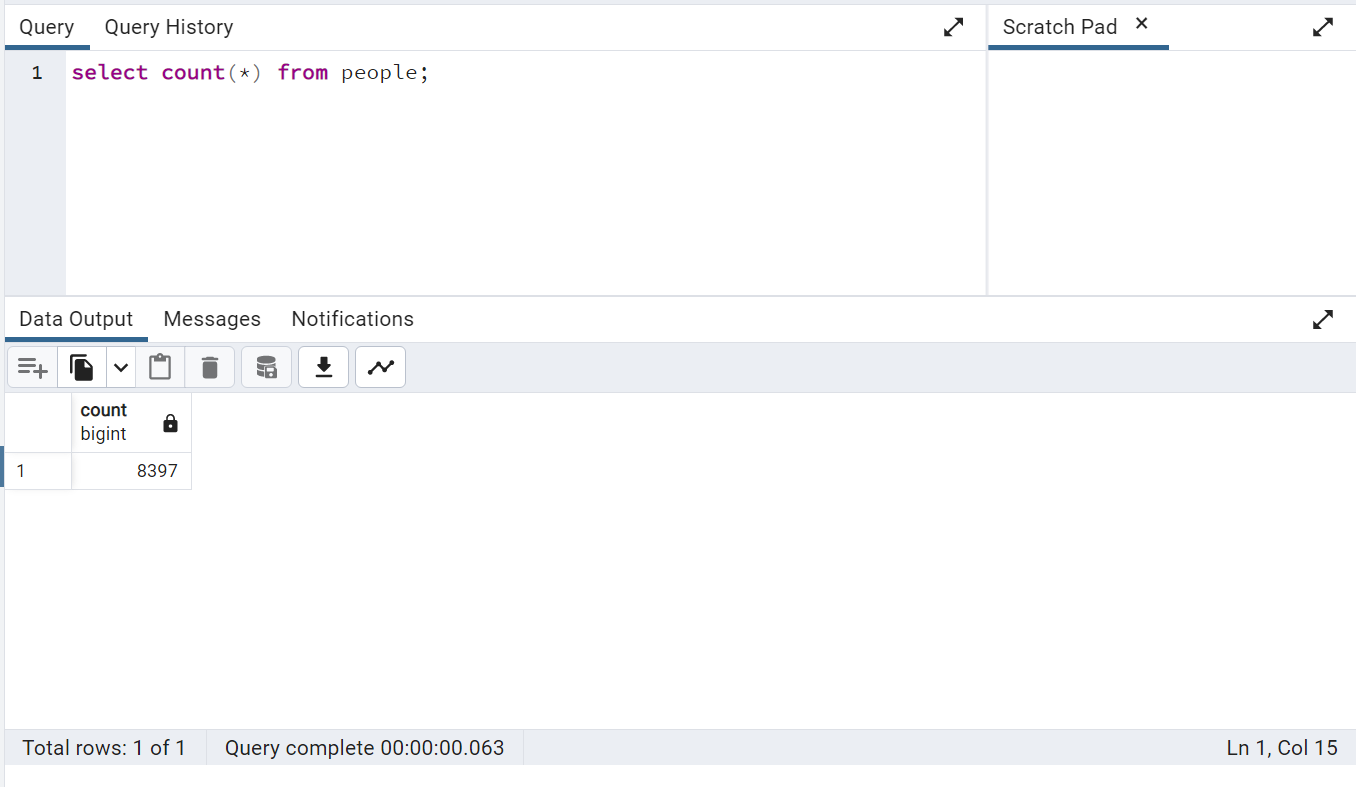 Query Query History Scratch Pad ×
1 select count(*) from people;
Data Output Messages Notifications
count
bigint
1 8397
Total rows: 1 of 1 Query complete 00:00:00.063 Ln 1, Col 15